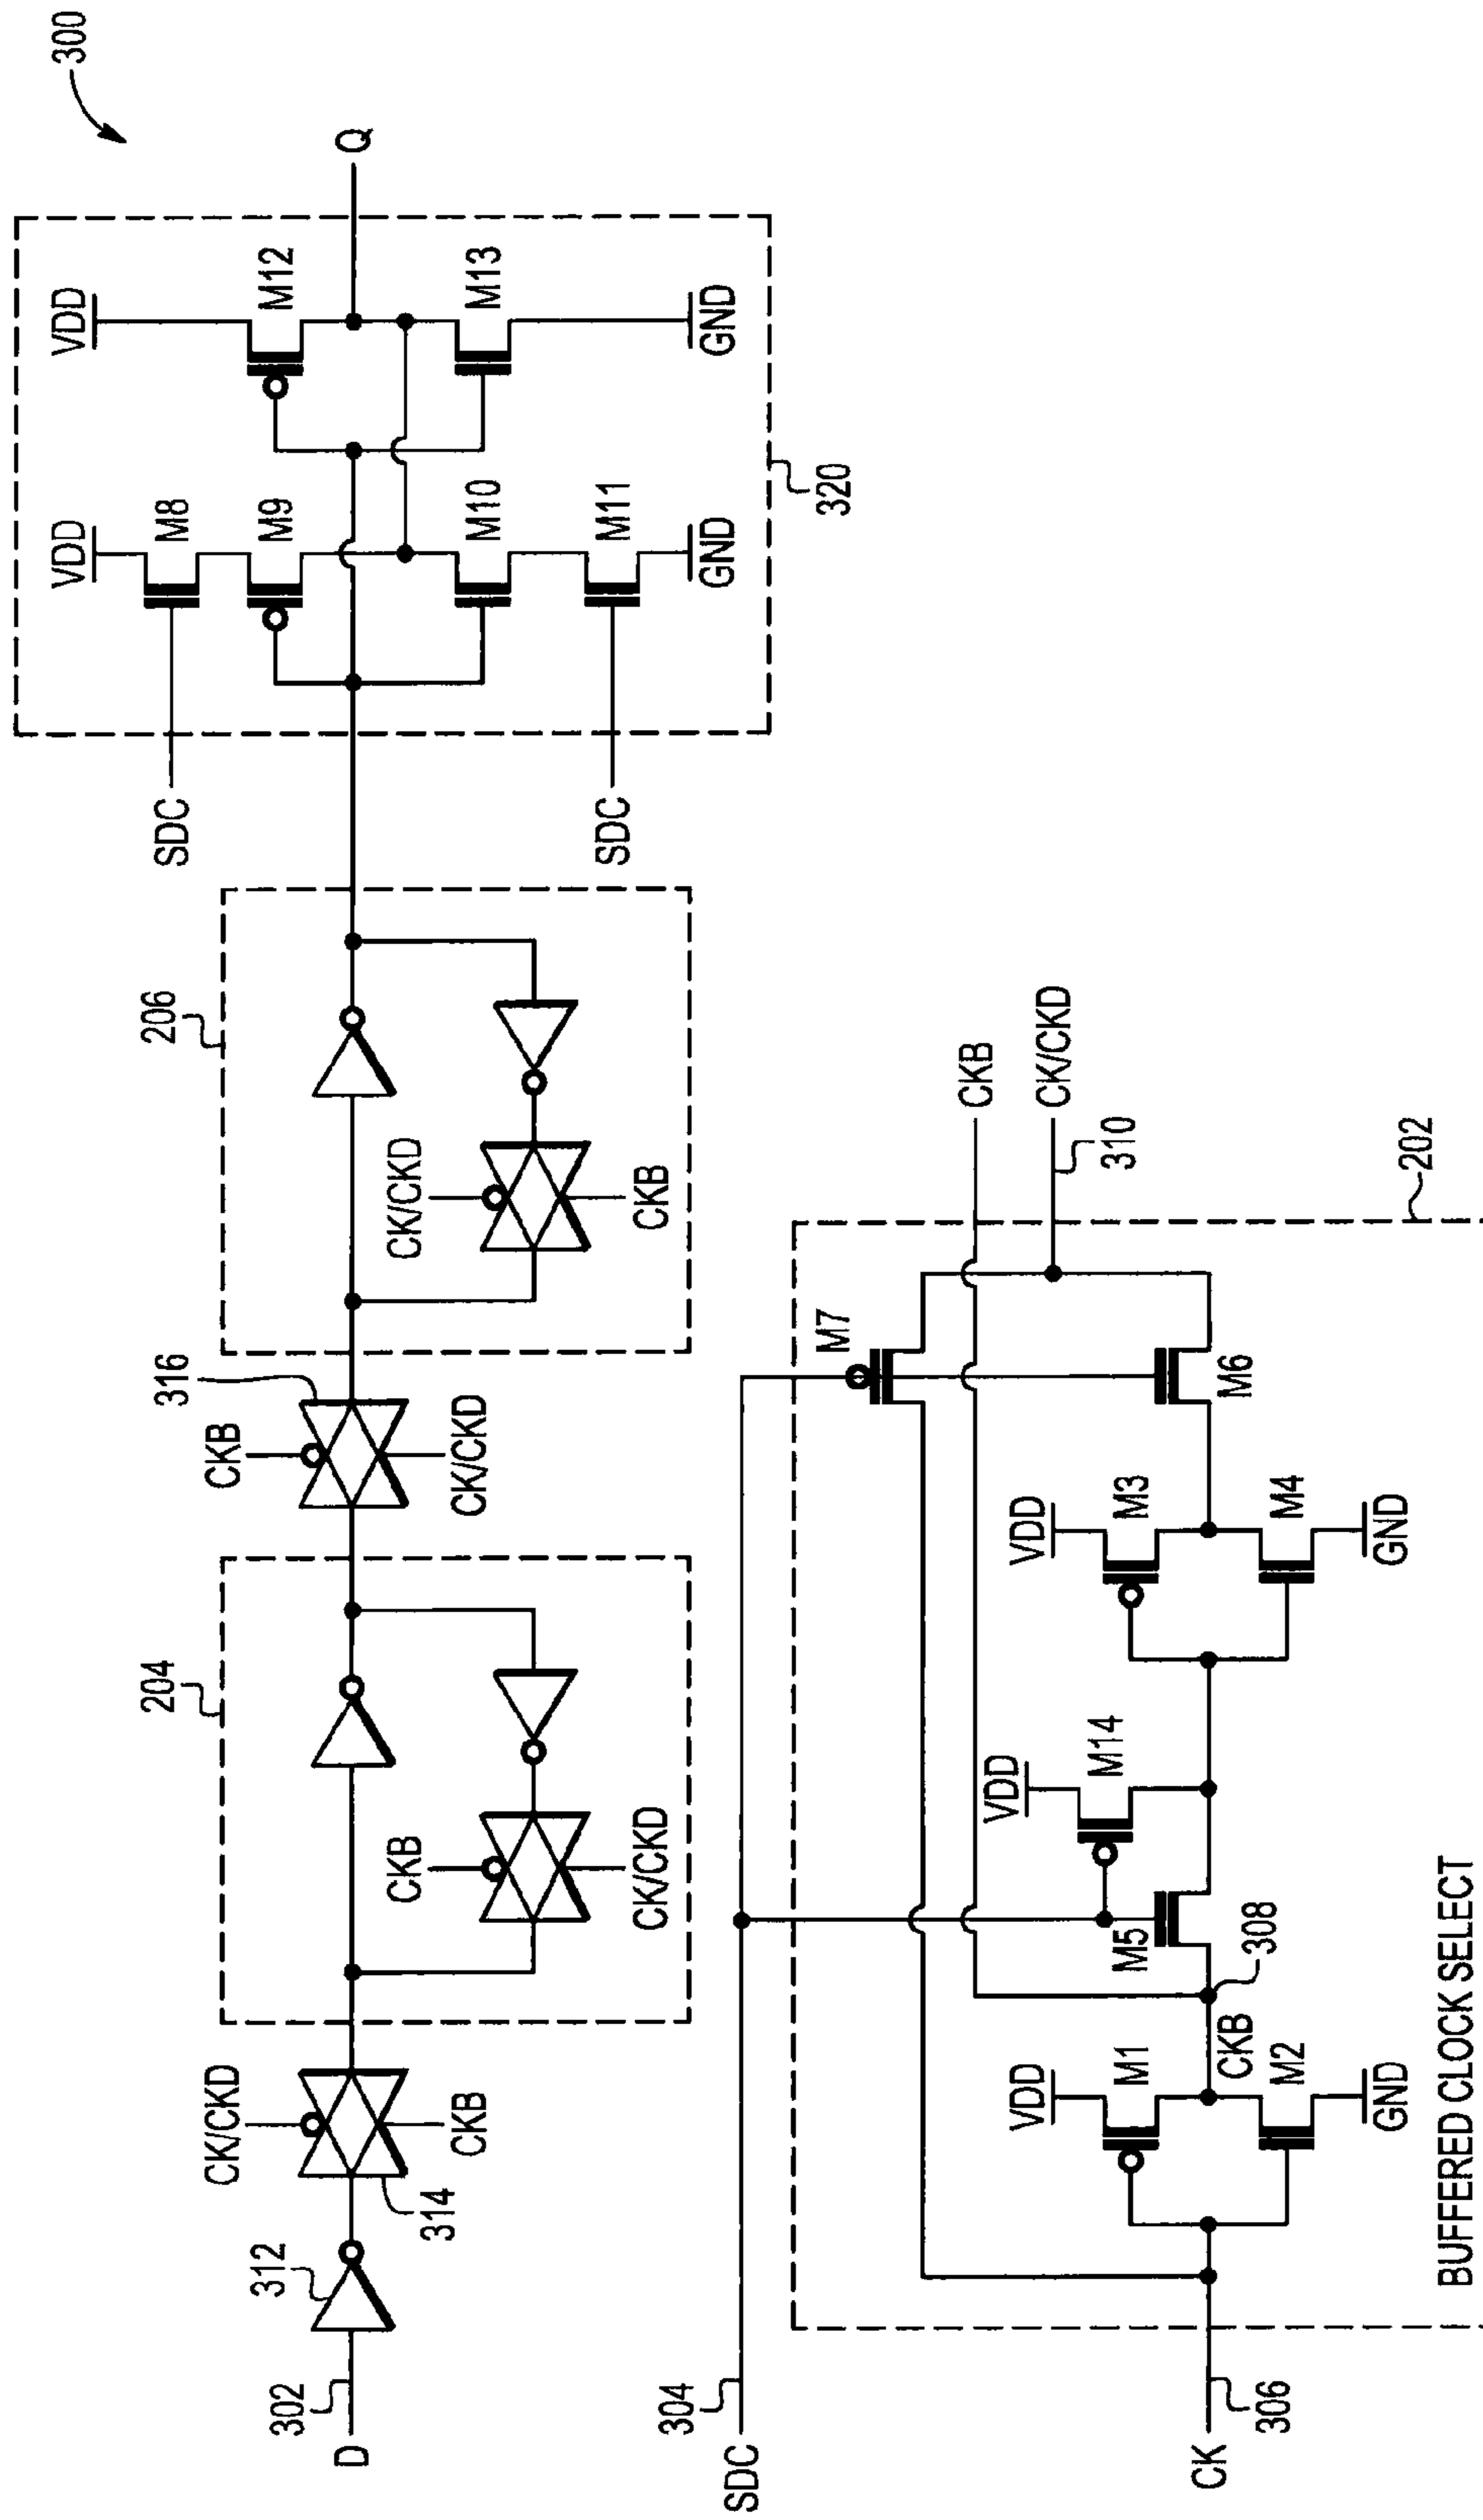 300
VDD
VDD
M8
M12
M9
Q
M10
M13
M11
GND
GND
320
SDC
SDC
204
206
316
302
D
312
CK/CKD
314
CKB
CKB
CK/CKD
CKB
CK/CKD
CK/CKD
CKB
304
SDC
M7
CKB
CK/CKD
310
202
VDD
M14
VDD
M1
VDD
M3
M5
M6
CKB
308
M2
M4
GND
GND
CK
306
BUFFERED CLOCK SELECT